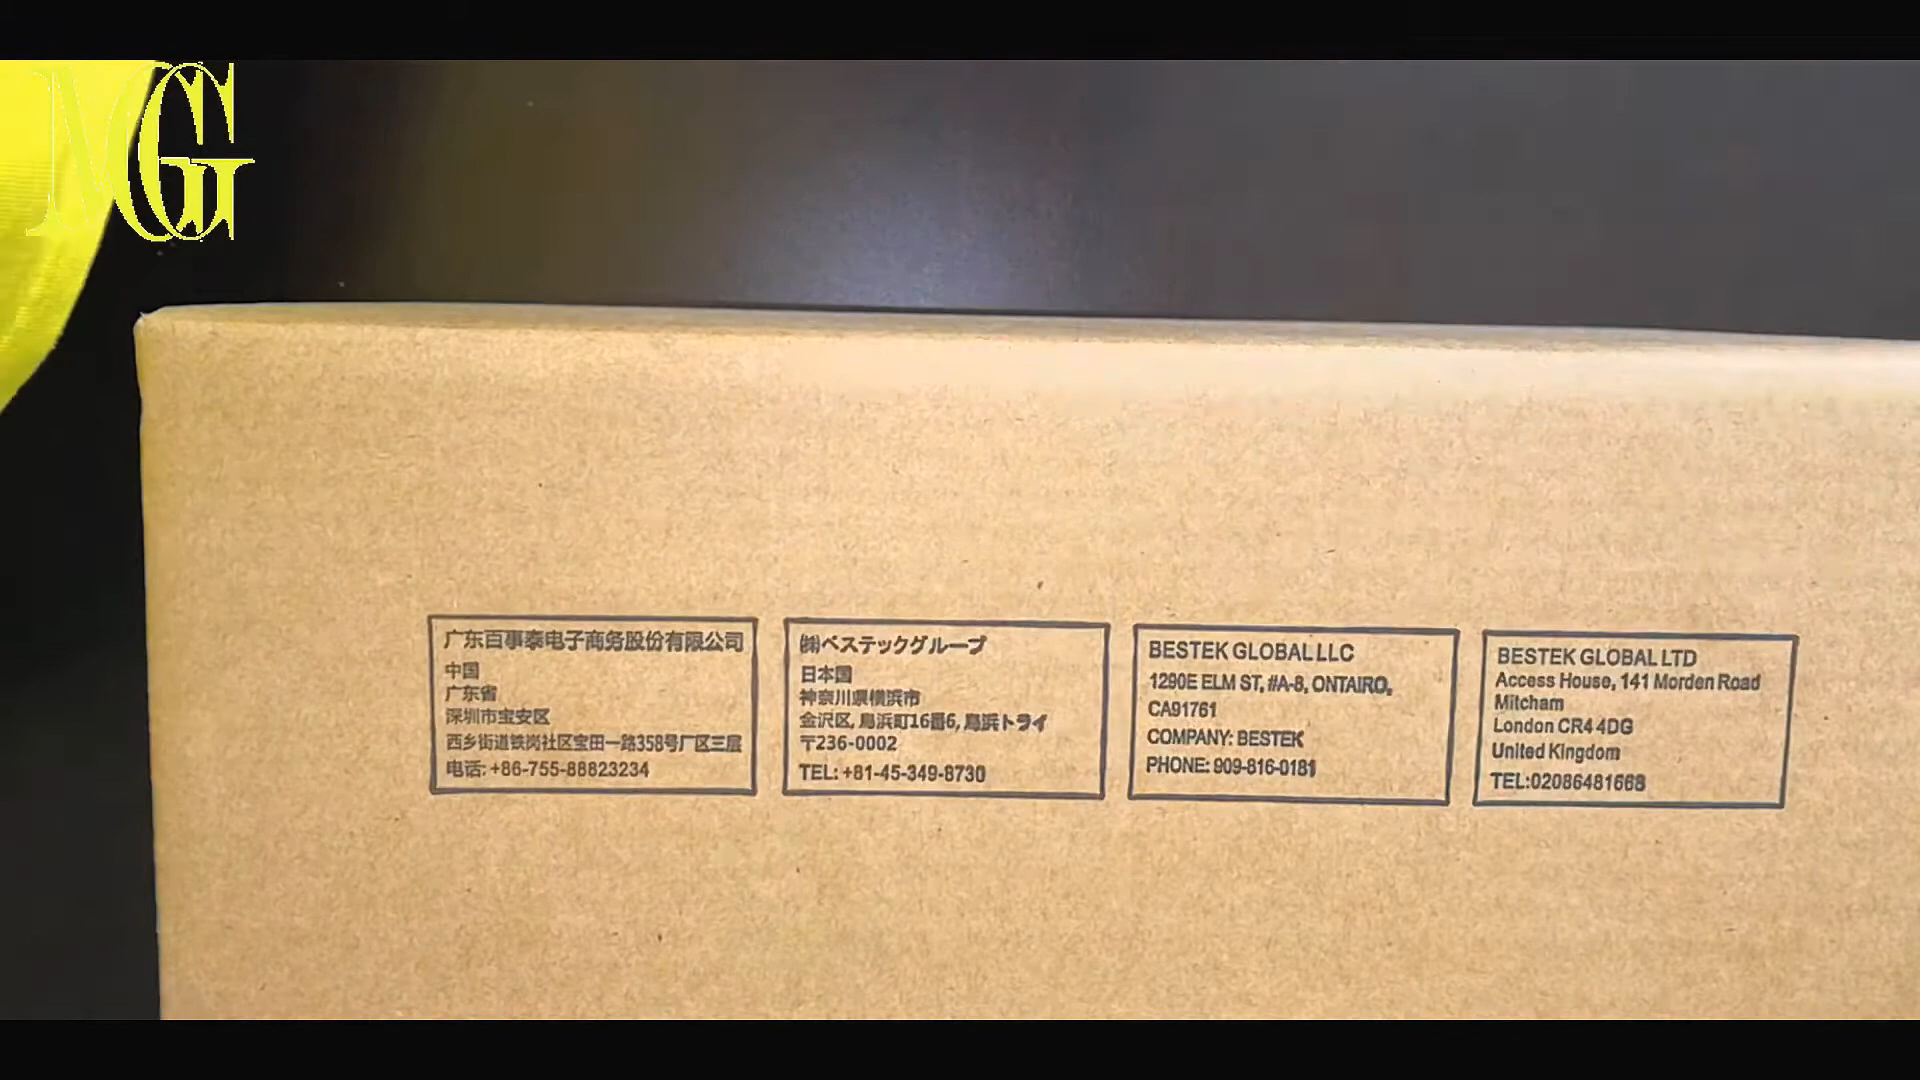 MGG
广东百事泰电子商务股份有限公司
中国
广东省
深圳市宝安区
西乡街道铁岗社区宝田一路358号厂区三层
电话: +86-755-88823234
㈱ベステックグループ
日本国
神奈川県横浜市
金沢区, 鳥浜町16番6, 鳥浜トライ
〒236-0002
TEL: +81-45-349-8730
BESTEK GLOBAL LLC
1290E ELM ST, #A-8, ONTAIRO,
CA91761
COMPANY: BESTEK
PHONE: 909-816-0181
BESTEK GLOBAL LTD
Access House, 141 Morden Road
Mitcham
London CR4 4DG
United Kingdom
TEL:02086481668